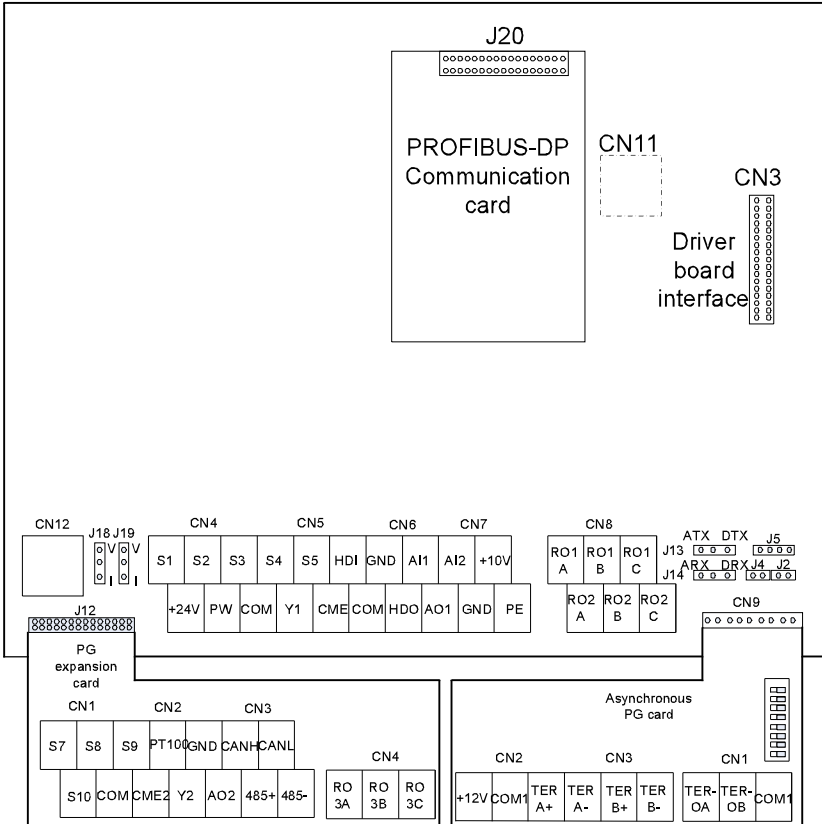 J20
PROFIBUS-DP
Communication
card
CN11
CN3
Driver
board
interface
CN12
J18 J19
V V
I I
CN4 CN5 CN6 CN7
S1 S2 S3 S4 S5 HDI GND AI1 AI2 +10V
+24V PW COM Y1 CME COM HDO AO1 GND PE
CN8
RO1 RO1 RO1
A B C
RO2 RO2 RO2
A B C
ATX DTX
J13
J5
ARX DRX
J14
J4 J2
J12
PG
expansion
card
CN1 CN2 CN3
S7 S8 S9 PT100 GND CANH CANL
S10 COM CME2 Y2 AO2 485+ 485-
CN4
RO RO RO
3A 3B 3C
CN9
Asynchronous
PG card
CN2 CN3 CN1
+12V COM1 TER TER TER TER TER- TER- COM1
A+ A- B+ B- OA OB